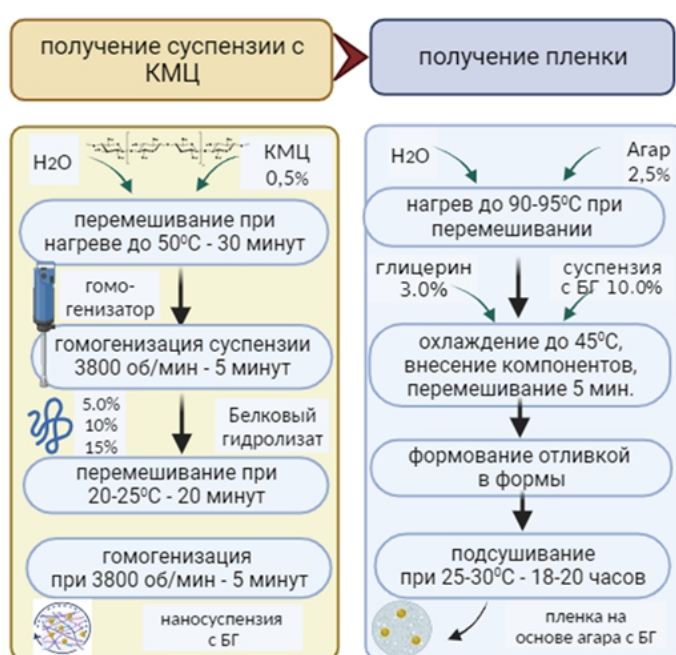 получение суспензии с
КМЦ
получение пленки
H2O
КМЦ
0,5%
перемешивание при
нагреве до 50⁰С - 30 минут
гомо-
генизатор
гомогенизация суспензии
3800 об/мин - 5 минут
5.0%
10%
15%
Белковый
гидролизат
перемешивание при
20-25⁰С - 20 минут
гомогенизация
при 3800 об/мин - 5 минут
наносуспензия
с БГ
H2O
Агар
2,5%
нагрев до 90-95⁰С при
перемешивании
глицерин
3.0%
суспензия
с БГ 10.0%
охлаждение до 45⁰С,
внесение компонентов,
перемешивание 5 мин.
формование отливкой
в формы
подсушивание
при 25-30⁰С - 18-20 часов
пленка на
основе агара с БГ